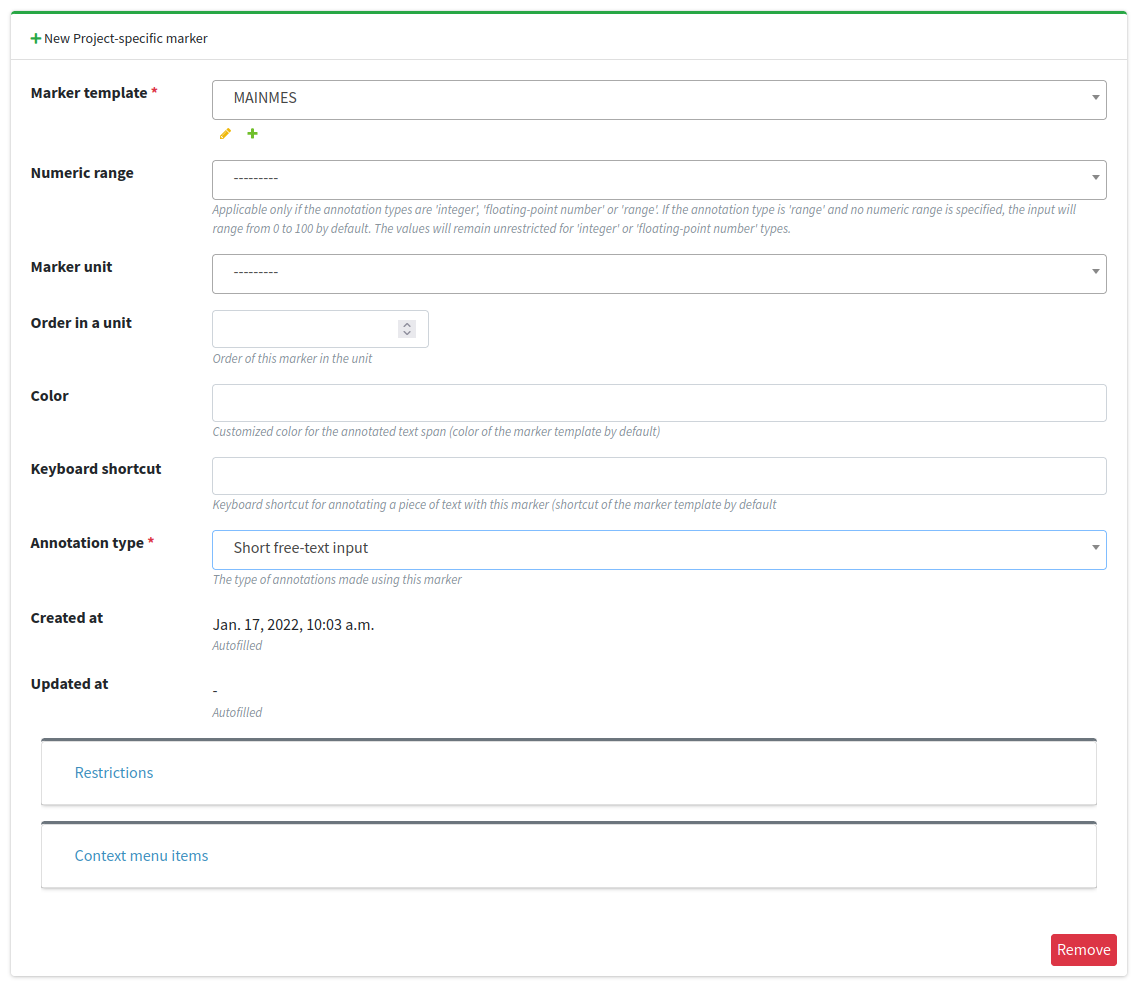 New Project-specific marker
Marker template *
MAINMES
Numeric range
---------
Applicable only if the annotation types are 'integer', 'floating-point number' or 'range'. If the annotation type is 'range' and no numeric range is specified, the input will
range from 0 to 100 by default. The values will remain unrestricted for 'integer' or 'floating-point number' types.
Marker unit
---------
Order in a unit
Order of this marker in the unit
Color
Customized color for the annotated text span (color of the marker template by default)
Keyboard shortcut
Keyboard shortcut for annotating a piece of text with this marker (shortcut of the marker template by default
Annotation type *
Short free-text input
The type of annotations made using this marker
Created at
Jan. 17, 2022, 10:03 a.m.
Autofilled
Updated at
-
Autofilled
Restrictions
Context menu items
Remove